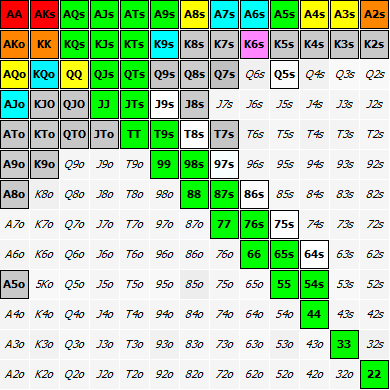 AA AKs AQs AJs ATs A9s A8s A7s A6s A5s A4s A3s A2s
AKo KK KQs KJs KTs K9s K8s K7s K6s K5s K4s K3s K2s
AQo KQo QQ QJs QTs Q9s Q8s Q7s Q6s Q5s Q4s Q3s Q2s
AJo KJO QJO JJ JTs J9s J8s J7s J6s J5s J4s J3s J2s
ATo KTo QTO JTo TT T9s T8s T7s T6s T5s T4s T3s T2s
A9o K9o Q9o J9o T9o 99 98s 97s 96s 95s 94s 93s 92s
A8o K8o Q8o J8o T8o 98o 88 87s 86s 85s 84s 83s 82s
A7o K7o Q7o J7o T7o 97o 87o 77 76s 75s 74s 73s 72s
A6o K6o Q6o J6o T6o 96o 86o 76o 66 65s 64s 63s 62s
A5o 5Ko Q5o J5o T5o 95o 85o 75o 65o 55 54s 53s 52s
A4o K4o Q4o J4o T4o 94o 84o 74o 64o 54o 44 43s 42s
A3o K3o Q3o J3o T3o 93o 83o 73o 63o 53o 43o 33 32s
A2o K2o Q2o J2o T2o 92o 82o 72o 62o 52o 42o 32o 22